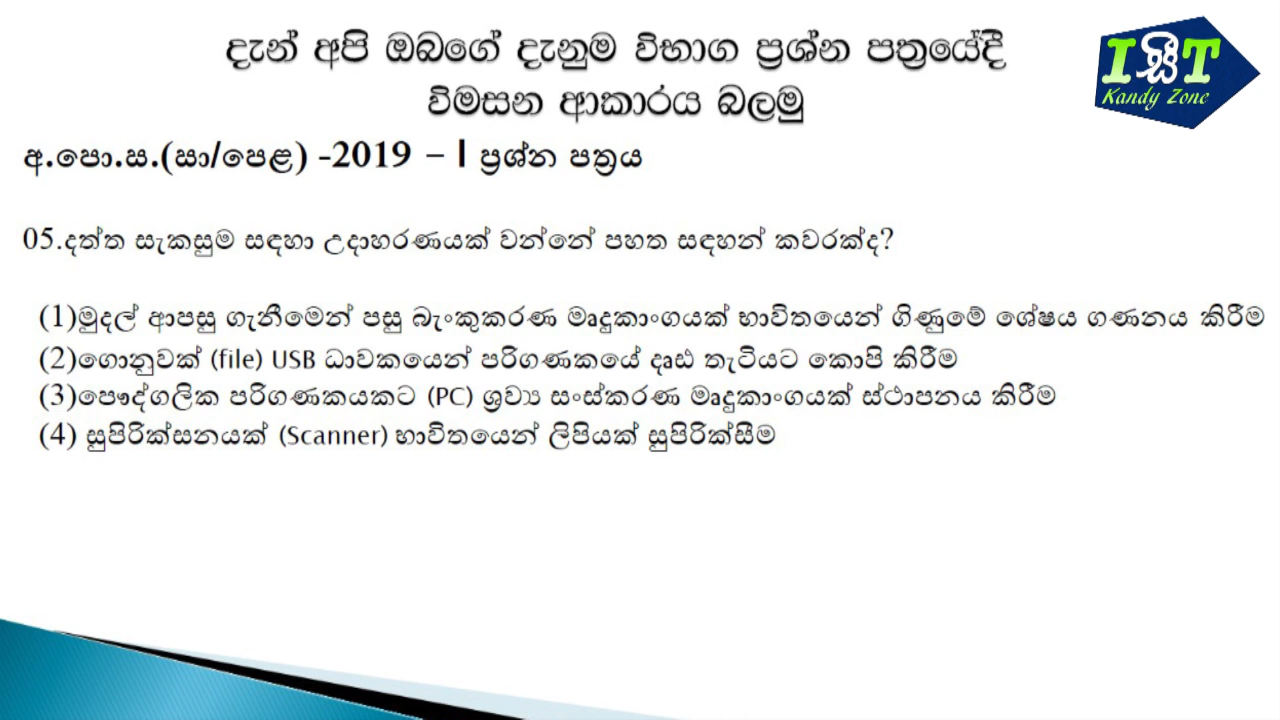 දැන් අපි ඔබගේ දැනුම විභාග ප්‍රශ්න පත්‍රයේදී
විමසන ආකාරය බලමු
I සී T
Kandy Zone
අ.පො.ස.(සා/පෙළ) -2019 – I ප්‍රශ්න පත්‍රය
05.දත්ත සැකසුම සඳහා උදාහරණයක් වන්නේ පහත සඳහන් කවරක්ද?
(1)මුදල් ආපසු ගැනීමෙන් පසු බැංකුකරණ මෘදුකාංගයක් භාවිතයෙන් ගිණුමේ ශේෂය ගණනය කිරීම
(2)ගොනුවක් (file) USB ධාවකයෙන් පරිගණකයේ දෘඪ තැටියට කොපි කිරීම
(3)පෞද්ගලික පරිගණකයකට (PC) ශ්‍රව්‍ය සංස්කරණ මෘදුකාංගයක් ස්ථාපනය කිරීම
(4) සුපිරික්සනයක් (Scanner) භාවිතයෙන් ලිපියක් සුපිරික්සීම